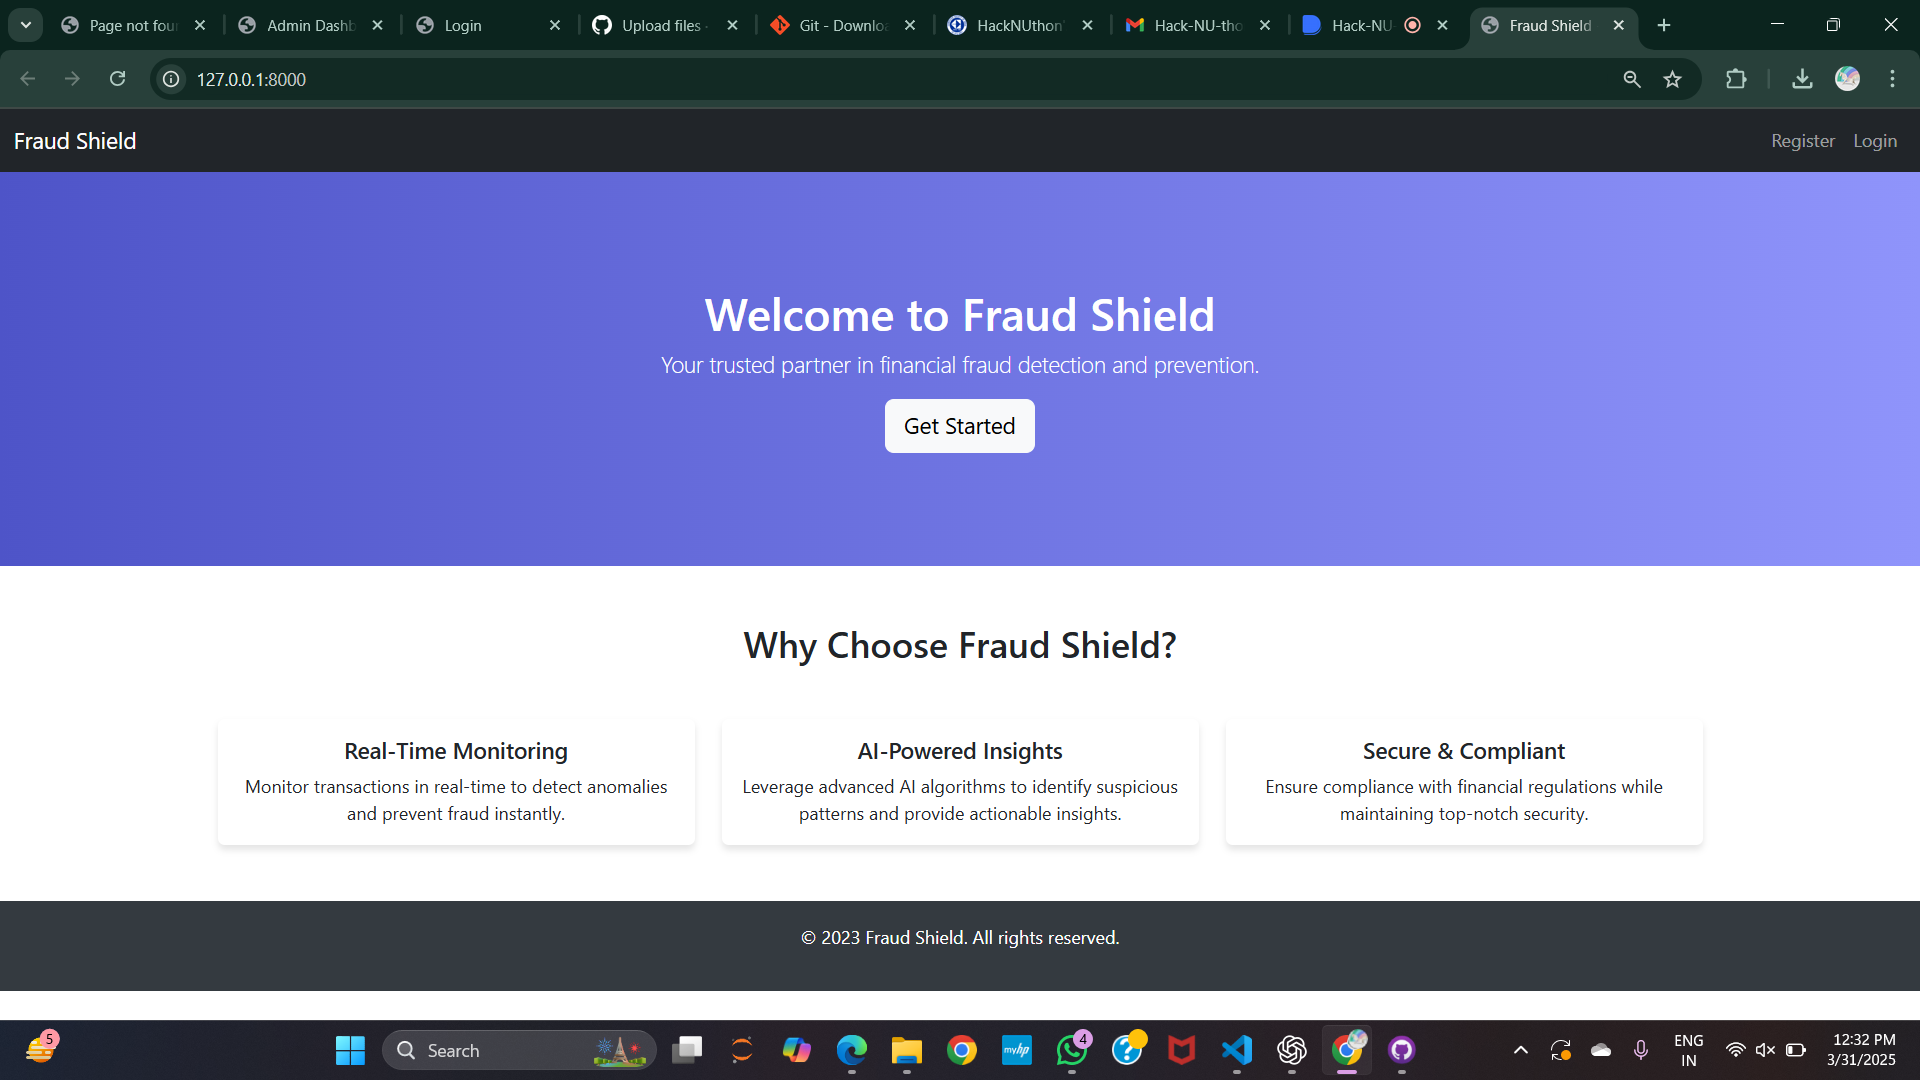 Page not fou
Admin Dashb
Login
Upload files ·
Git - Downlo
HackNUthon'
Hack-NU-tho
Hack-NU-
Fraud Shield
127.0.0.1:8000
Fraud Shield
Register
Login
Welcome to Fraud Shield
Your trusted partner in financial fraud detection and prevention.
Get Started
Why Choose Fraud Shield?
Real-Time Monitoring
Monitor transactions in real-time to detect anomalies
and prevent fraud instantly.
AI-Powered Insights
Leverage advanced AI algorithms to identify suspicious
patterns and provide actionable insights.
Secure & Compliant
Ensure compliance with financial regulations while
maintaining top-notch security.
© 2023 Fraud Shield. All rights reserved.
5
Search
myhp
4
ENG
IN
12:32 PM
3/31/2025